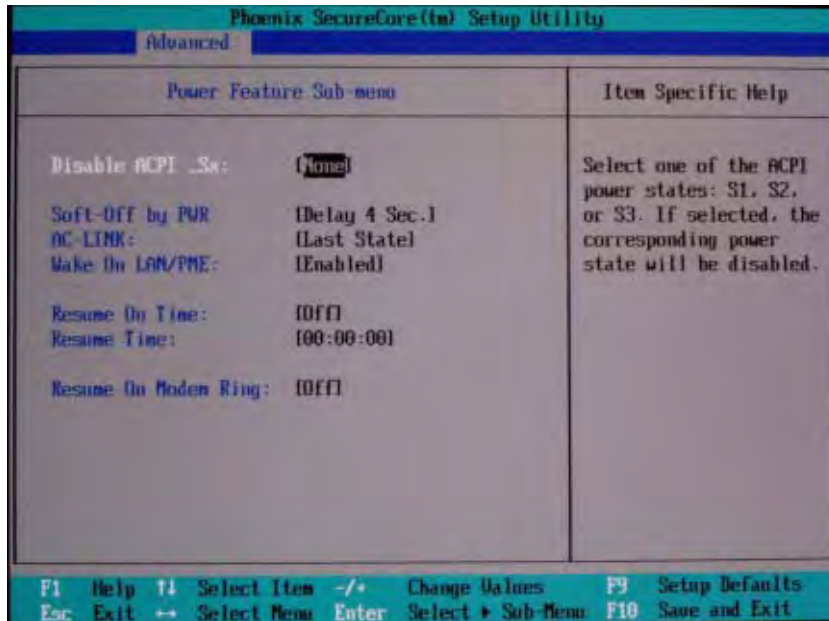 Phoenix SecureCore(tm) Setup Utility
Advanced
Power Feature Sub-menu
Item Specific Help
Disable ACPI _Sx: [None]
Soft-Off by PWR [Delay 4 Sec.]
AC-LINK: [Last State]
Wake On LAN/PME: [Enabled]
Resume On Time: [Off]
Resume Time: [00:00:00]
Resume On Modem Ring: [Off]
Select one of the ACPI
power states: S1, S2,
or S3. If selected, the
corresponding power
state will be disabled.
F1 Help ↑↓ Select Item -/+ Change Values F9 Setup Defaults
Esc Exit ↔ Select Menu Enter Select ▶ Sub-Menu F10 Save and Exit